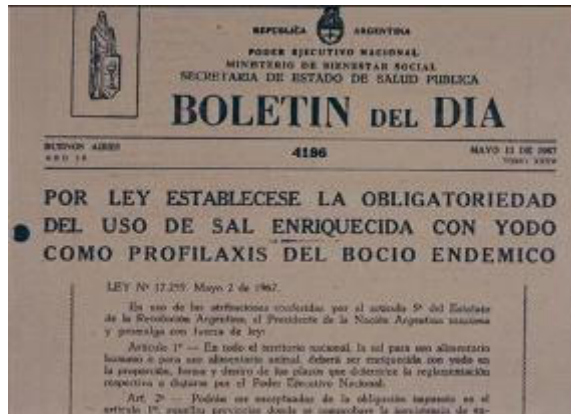 REPUBLICA ARGENTINA
PODER EJECUTIVO NACIONAL
MINISTERIO DE BIENESTAR SOCIAL
SECRETARIA DE ESTADO DE SALUD PUBLICA
BOLETIN DEL DIA
BUENOS AIRES
4186
MAYO 12 DE 1967
POR LEY ESTABLECESE LA OBLIGATORIEDAD
DEL USO DE SAL ENRIQUECIDA CON YODO
COMO PROFILAXIS DEL BOCIO ENDEMICO
LEY Nº 17.259. Mayo 2 de 1967.
En uso de las atribuciones conferidas por el artículo 5º del Estatuto
de la Revolución Argentina, el Presidente de la Nación Argentina sanciona
y promulga con fuerza de ley:
Artículo 1º — En todo el territorio nacional, la sal para uso alimentario
humano o para uso alimentario animal, deberá ser enriquecida con yodo en
la proporción, forma y dentro de los plazos que determine la reglamentación
respectiva a dictarse por el Poder Ejecutivo Nacional.
Art. 2º — Podrán ser exceptuadas de la obligación impuesta en el
artículo 1º, aquellas provincias donde se comprobare la